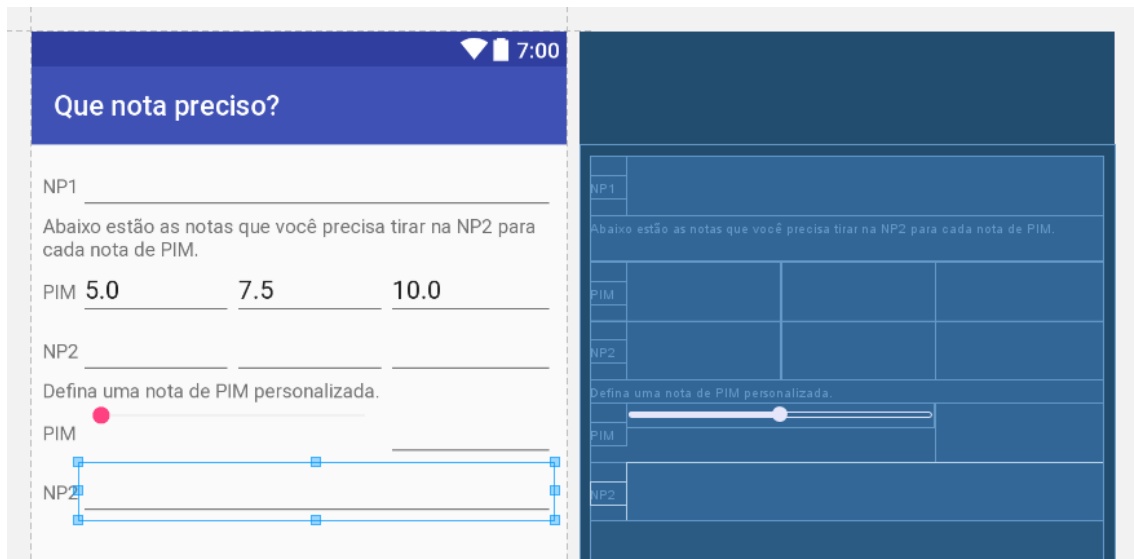 7:00
Que nota preciso?
NP1
Abaixo estão as notas que você precisa tirar na NP2 para
cada nota de PIM.
PIM 5.0 7.5 10.0
NP2
Defina uma nota de PIM personalizada.
PIM
NP2
NP1
Abaixo estão as notas que você precisa tirar na NP2 para cada nota de PIM.
PIM
NP2
Defina uma nota de PIM personalizada.
PIM
NP2